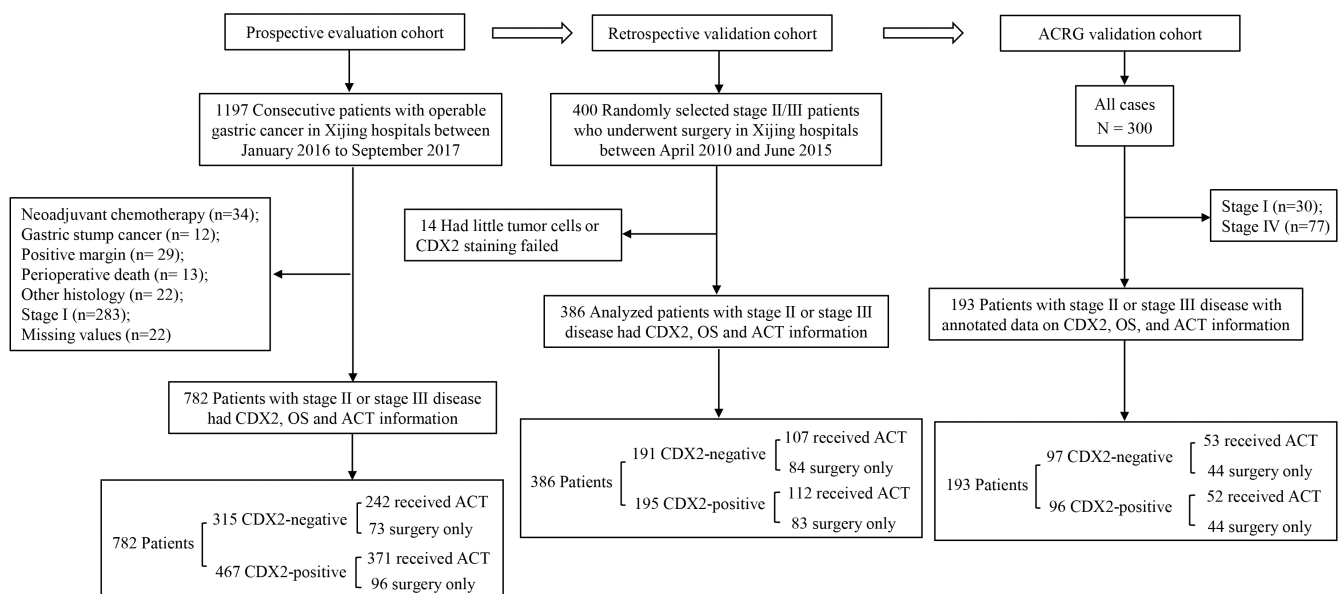 Prospective evaluation cohort
1197 Consecutive patients with operable
gastric cancer in Xijing hospitals between
January 2016 to September 2017
Neoadjuvant chemotherapy (n=34);
Gastric stump cancer (n= 12);
Positive margin (n= 29);
Perioperative death (n= 13);
Other histology (n= 22);
Stage I (n=283);
Missing values (n=22)
782 Patients with stage II or stage III disease
had CDX2, OS and ACT information
782 Patients
315 CDX2-negative
242 received ACT
73 surgery only
467 CDX2-positive
371 received ACT
96 surgery only
Retrospective validation cohort
400 Randomly selected stage II/III patients
who underwent surgery in Xijing hospitals
between April 2010 and June 2015
14 Had little tumor cells or
CDX2 staining failed
386 Analyzed patients with stage II or stage III
disease had CDX2, OS and ACT information
386 Patients
191 CDX2-negative
107 received ACT
84 surgery only
195 CDX2-positive
112 received ACT
83 surgery only
ACRG validation cohort
All cases
N = 300
Stage I (n=30);
Stage IV (n=77)
193 Patients with stage II or stage III disease with
annotated data on CDX2, OS, and ACT information
193 Patients
97 CDX2-negative
53 received ACT
44 surgery only
96 CDX2-positive
52 received ACT
44 surgery only